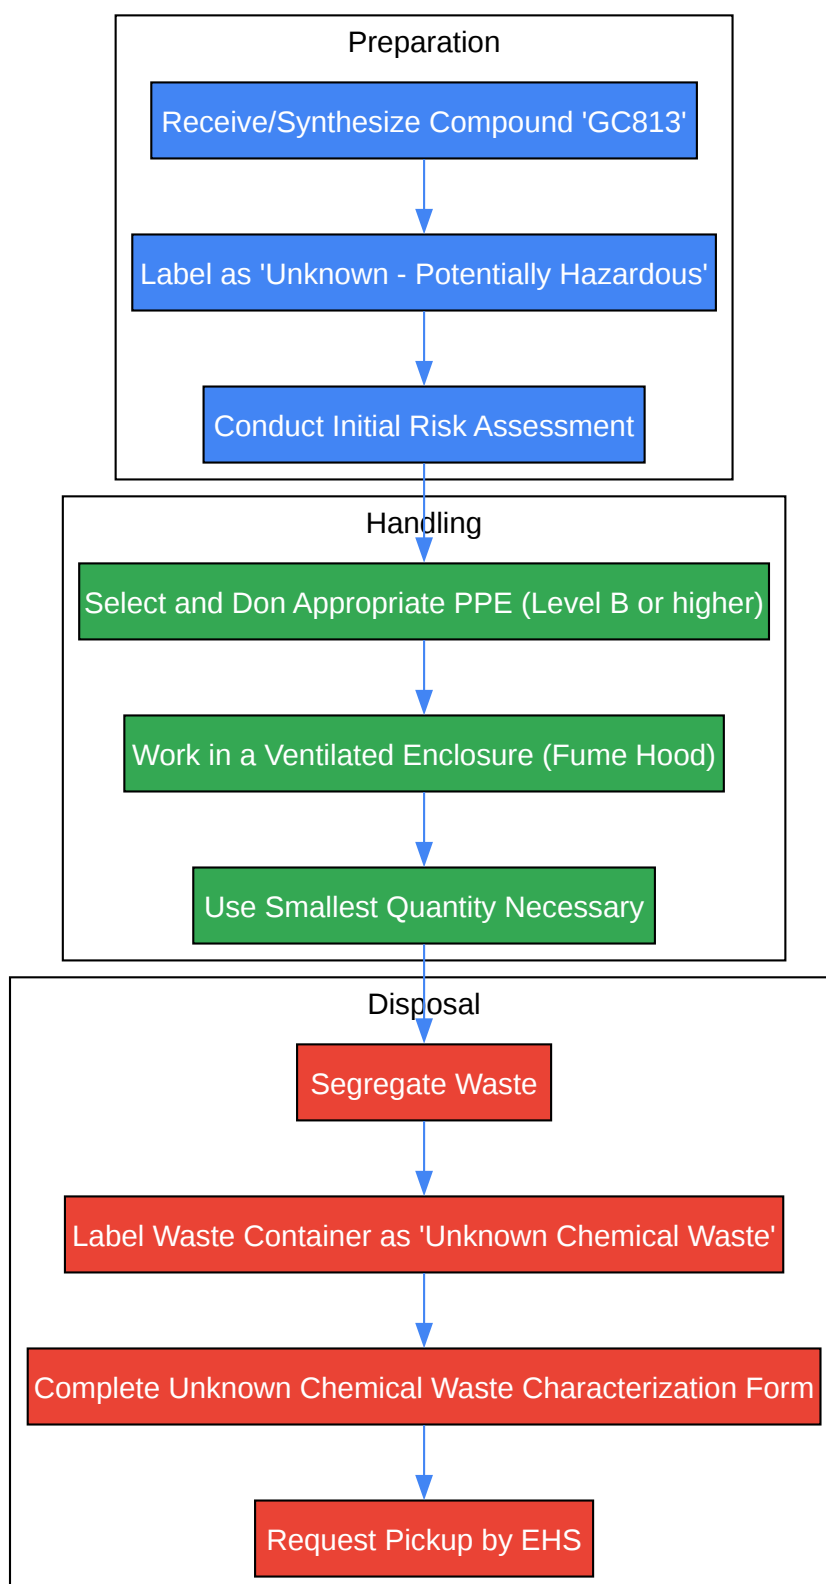 Preparation
Receive/Synthesize Compound 'GC813'
Label as 'Unknown - Potentially Hazardous'
Conduct Initial Risk Assessment
Handling
Select and Don Appropriate PPE (Level B or higher)
Work in a Ventilated Enclosure (Fume Hood)
Use Smallest Quantity Necessary
Disposal
Segregate Waste
Label Waste Container as 'Unknown Chemical Waste'
Complete Unknown Chemical Waste Characterization Form
Request Pickup by EHS